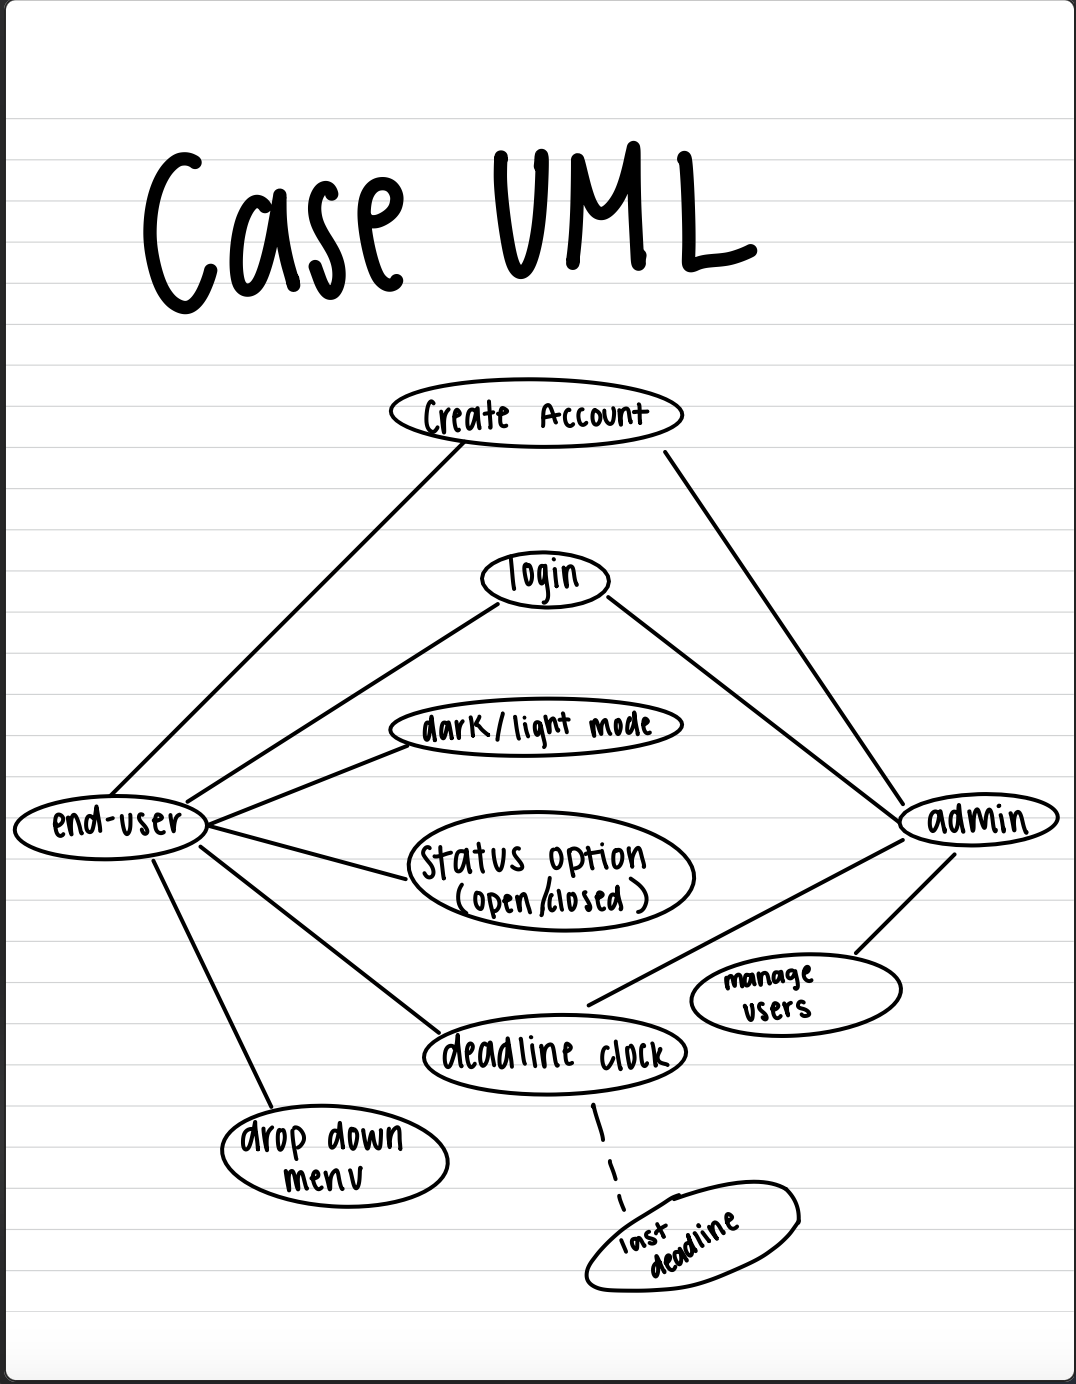 Case UML
Create Account
login
dark/light mode
end-user
admin
status option
(open/closed)
manage
users
deadline clock
drop down
menu
last
deadline